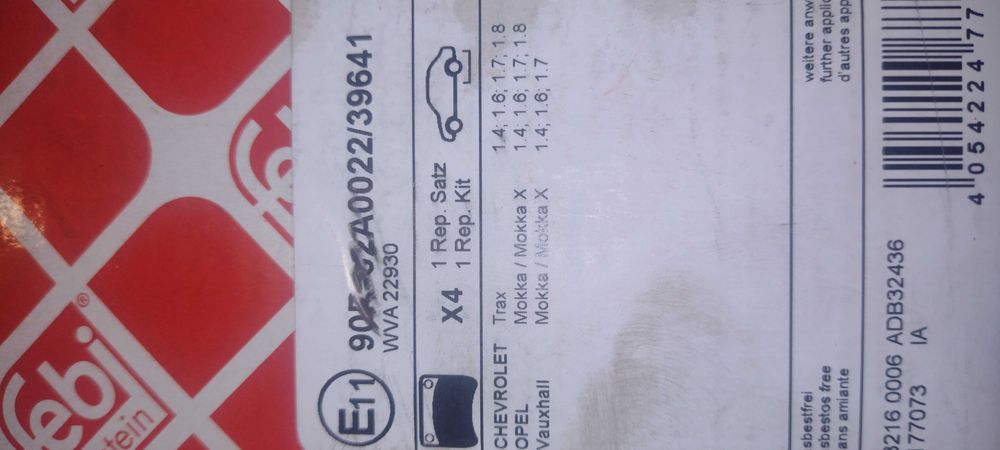 febi
stein
febi
E11
90R-02A0022/39641
WVA 22930
X4
1 Rep. Satz
1 Rep. Kit
CHEVROLET Trax 1.4; 1.6; 1.7; 1.8
OPEL Mokka / Mokka X 1.4; 1.6; 1.7; 1.8
Vauxhall Mokka / Mokka X 1.4; 1.6; 1.7
sbestfrei
sbestos free
ans amiante
weitere anw
further applic
d'autres app
3216 0006 ADB32436
177073 IA
4 054224 77